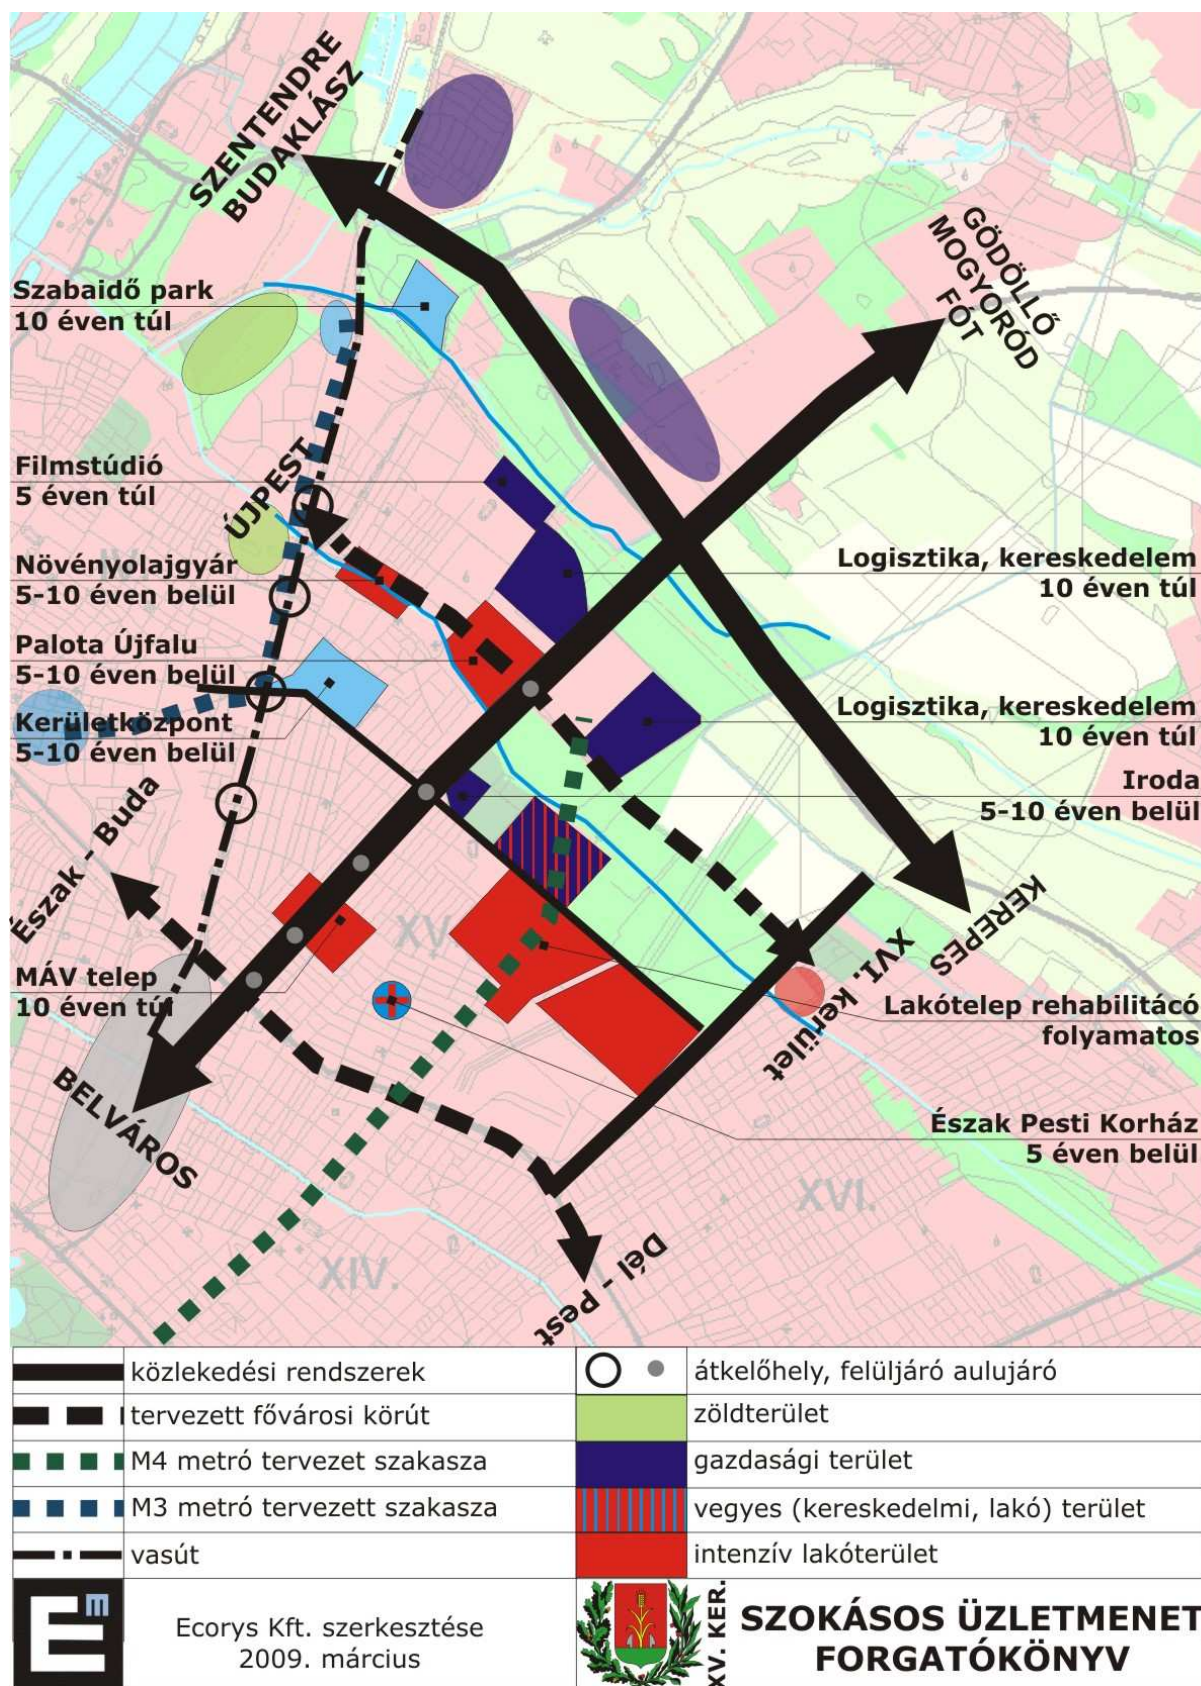 SZENTENDRE
BUDAKLÁSZ
GÖDÖLLŐ
MOGYORÓD
FÓT
Szabaidő park
10 éven túl
ÚJPEST
Filmstúdió
5 éven túl
IV.
Növényolajgyár
5-10 éven belül
Logisztika, kereskedelem
10 éven túl
Palota Újfalu
5-10 éven belül
Kerületközpont
5-10 éven belül
Logisztika, kereskedelem
10 éven túl
Iroda
5-10 éven belül
Észak - Buda
KEREPES
XV.
XVI. kerület
MÁV telep
10 éven túl
Lakótelep rehabilitácó
folyamatos
BELVÁROS
Észak Pesti Korház
5 éven belül
XVI.
XIV.
Dél - Pest
közlekedési rendszerek
átkelőhely, felüljáró aulujáró
tervezett fővárosi körút
zöldterület
M4 metró tervezet szakasza
gazdasági terület
M3 metró tervezett szakasza
vegyes (kereskedelmi, lakó) terület
vasút
intenzív lakóterület
E m
Ecorys Kft. szerkesztése
2009. március
XV. KER.
SZOKÁSOS ÜZLETMENET
FORGATÓKÖNYV